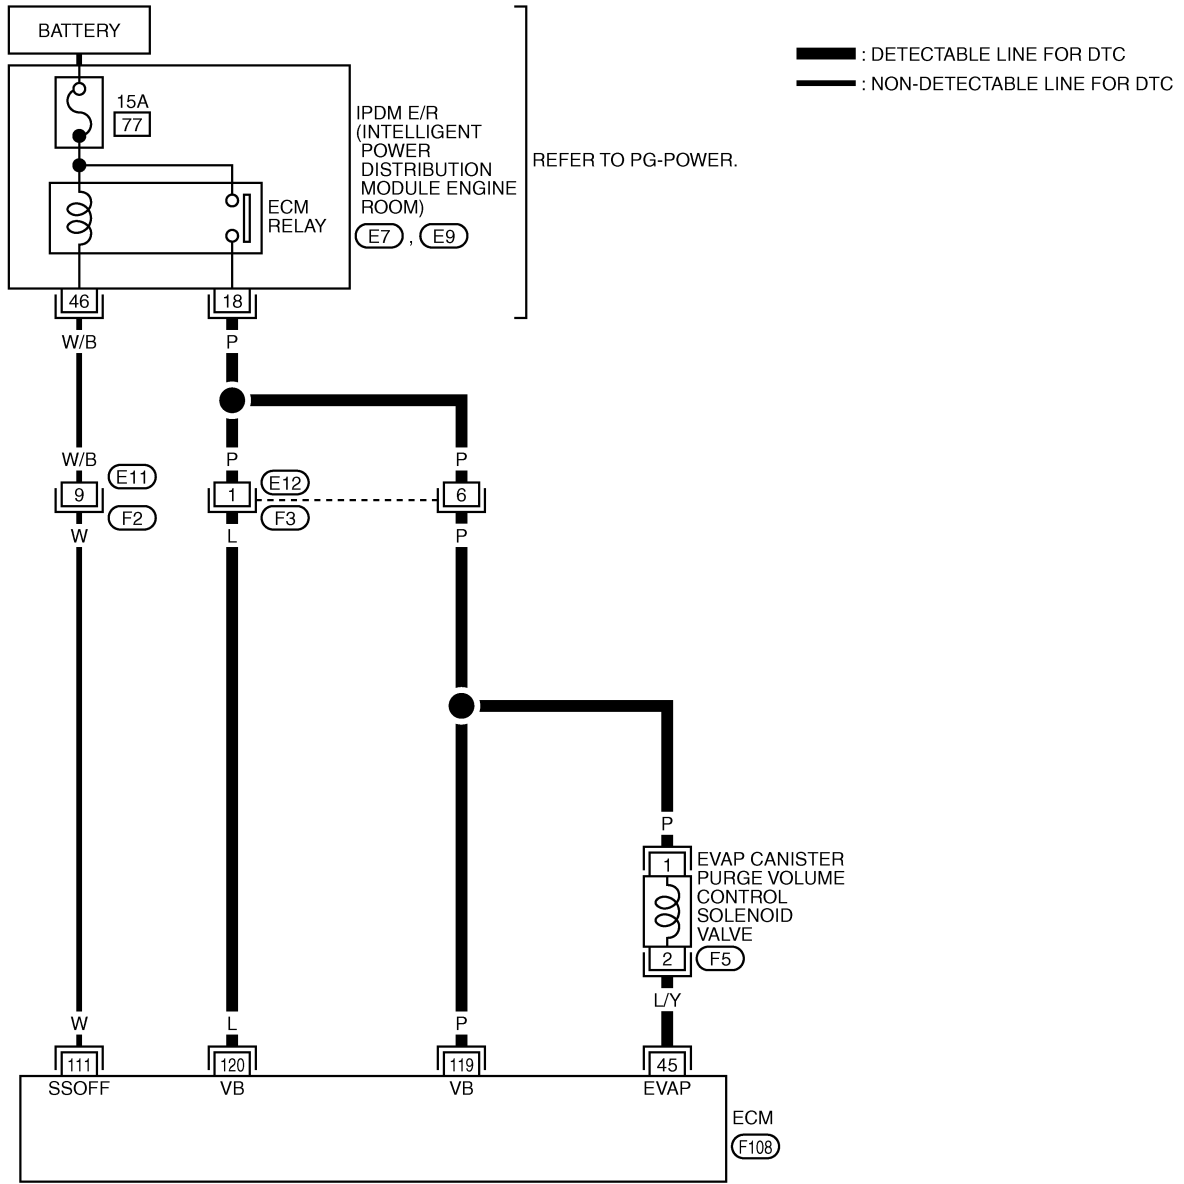 BATTERY
15A
77
ECM
RELAY
IPDM E/R
(INTELLIGENT
POWER
DISTRIBUTION
MODULE ENGINE
ROOM)
E7 , E9
REFER TO PG-POWER.
: DETECTABLE LINE FOR DTC
: NON-DETECTABLE LINE FOR DTC
46
18
W/B
P
W/B
P
P
9
E11
F2
1
E12
F3
6
W
L
P
P
1
EVAP CANISTER
PURGE VOLUME
CONTROL
SOLENOID
VALVE
2
F5
L/Y
W
L
P
111
120
119
45
SSOFF
VB
VB
EVAP
ECM
F108